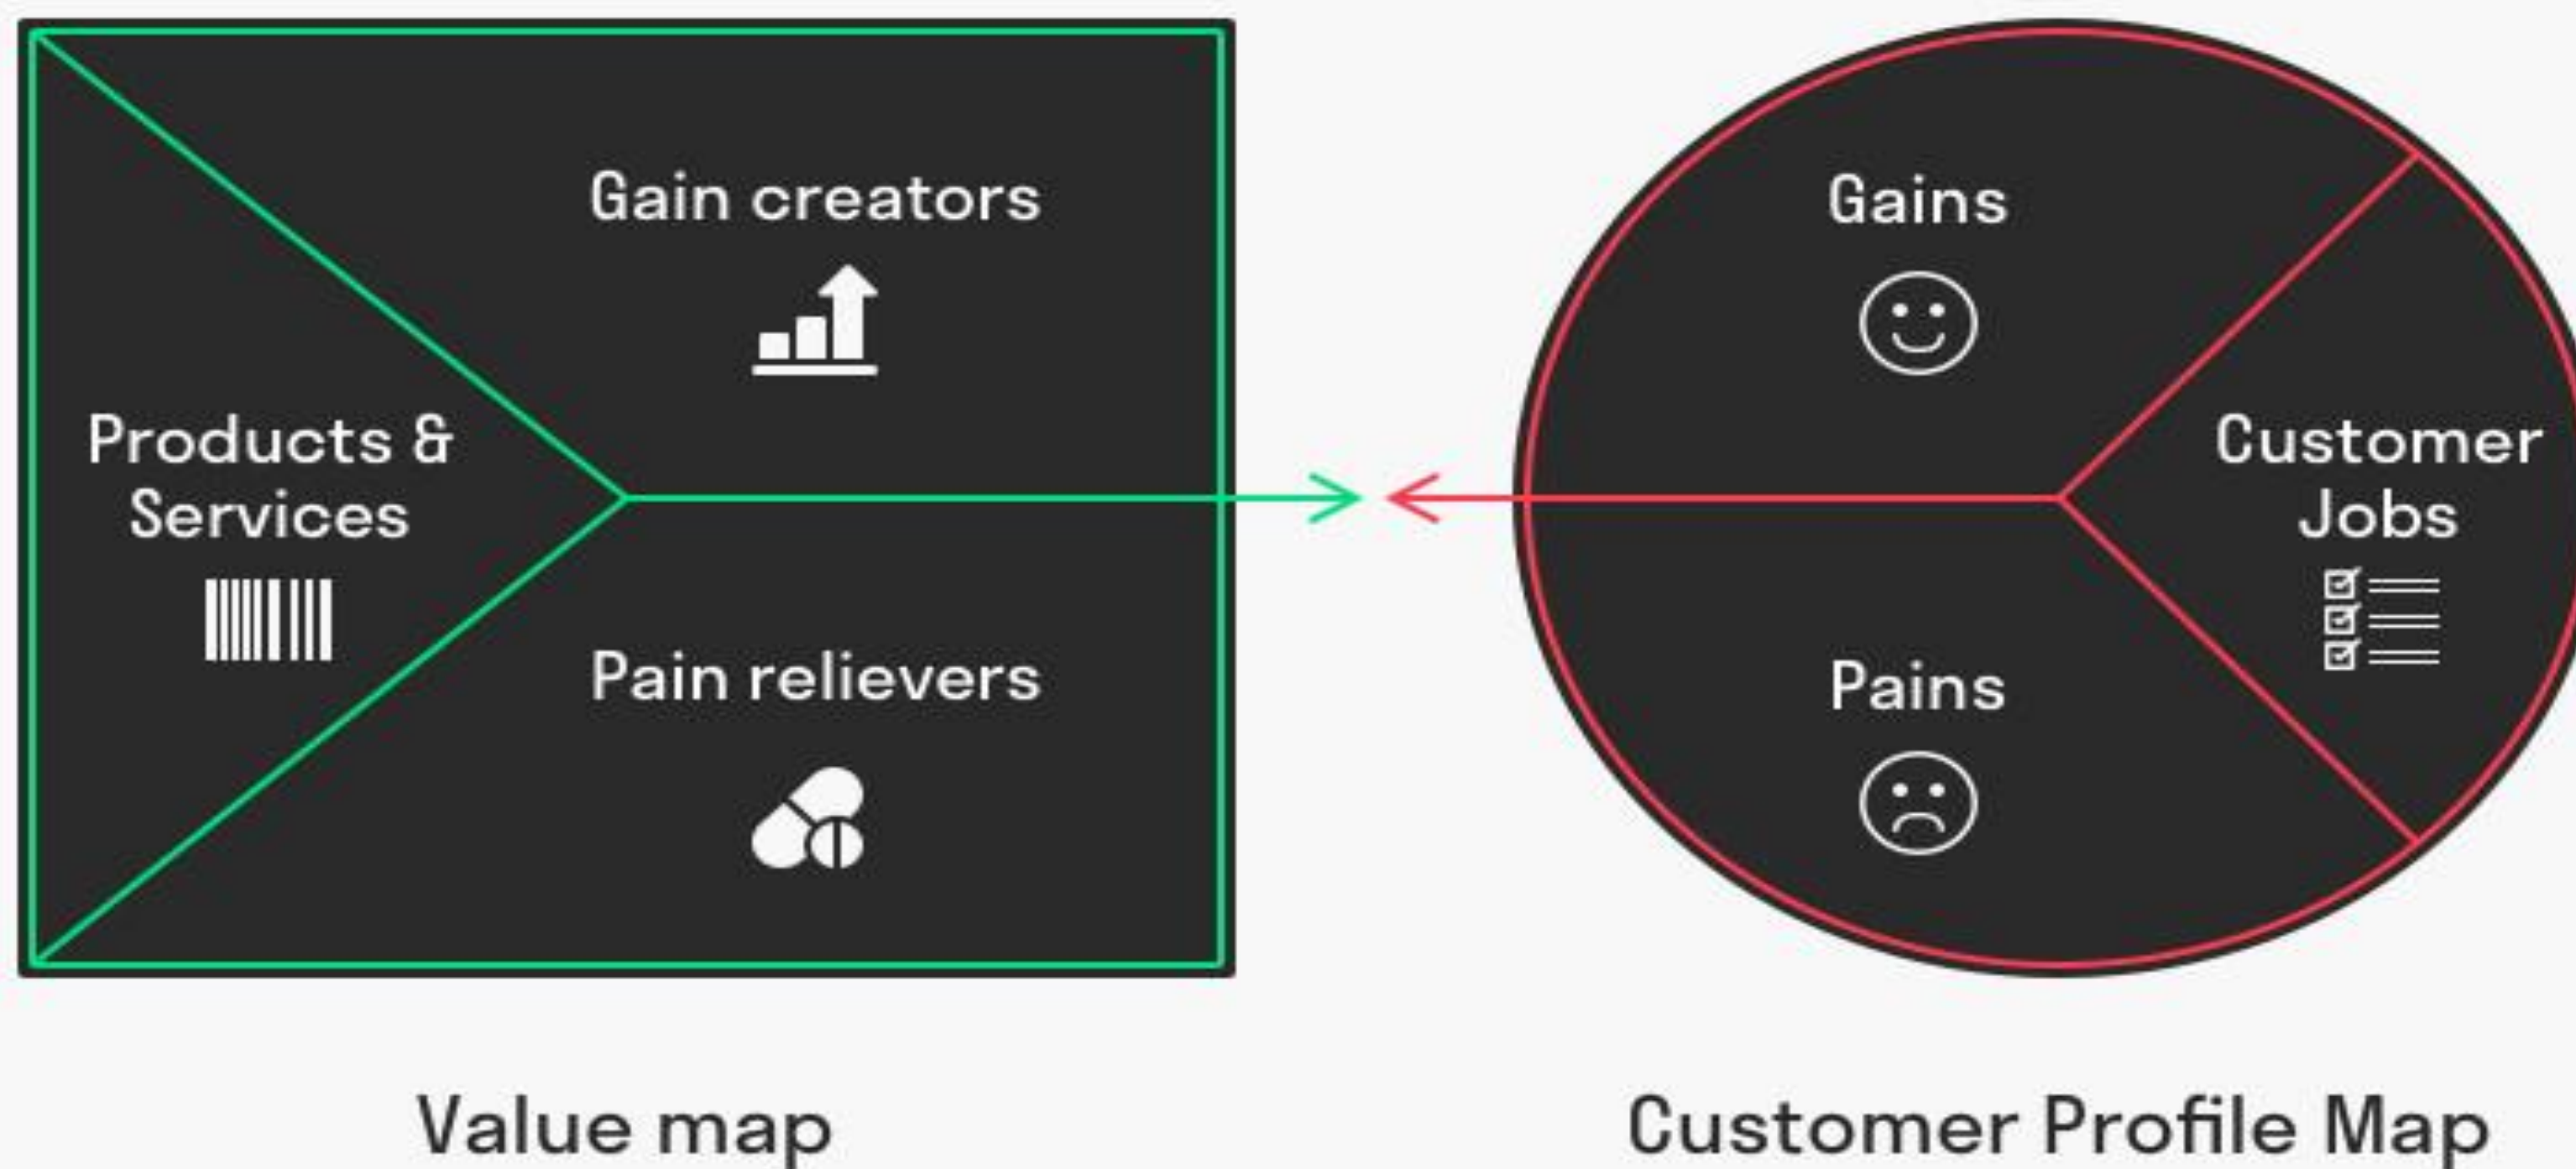 Gain creators
Products &
Services
Pain relievers
Gains
Customer
Jobs
Pains
Value map
Customer Profile Map